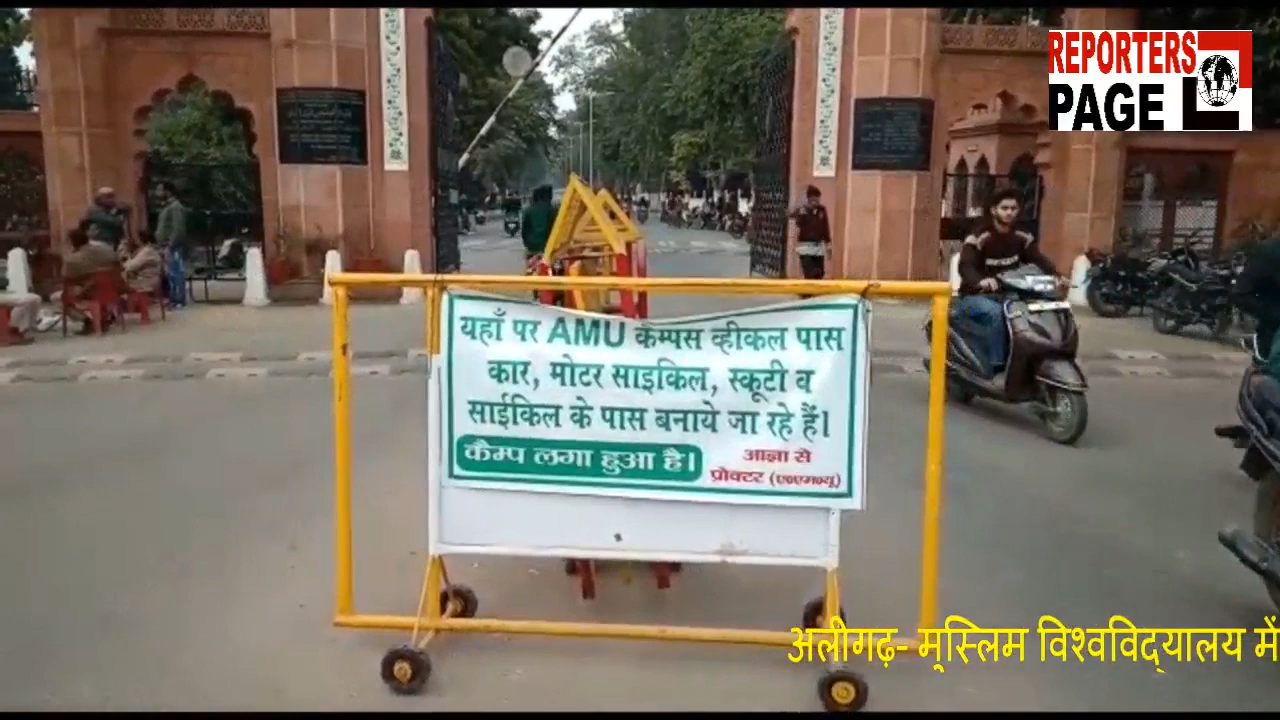 REPORTERS
PAGE
यहाँ पर AMU कैम्पस व्हीकल पास
कार, मोटर साइकिल, स्कूटी व
साईकिल के पास बनाये जा रहे हैं।
कैम्प लगा हुआ है।
आज्ञा से
प्रोक्टर (ए०एम०यू)
अलीगढ़- मुस्लिम विश्वविद्यालय में